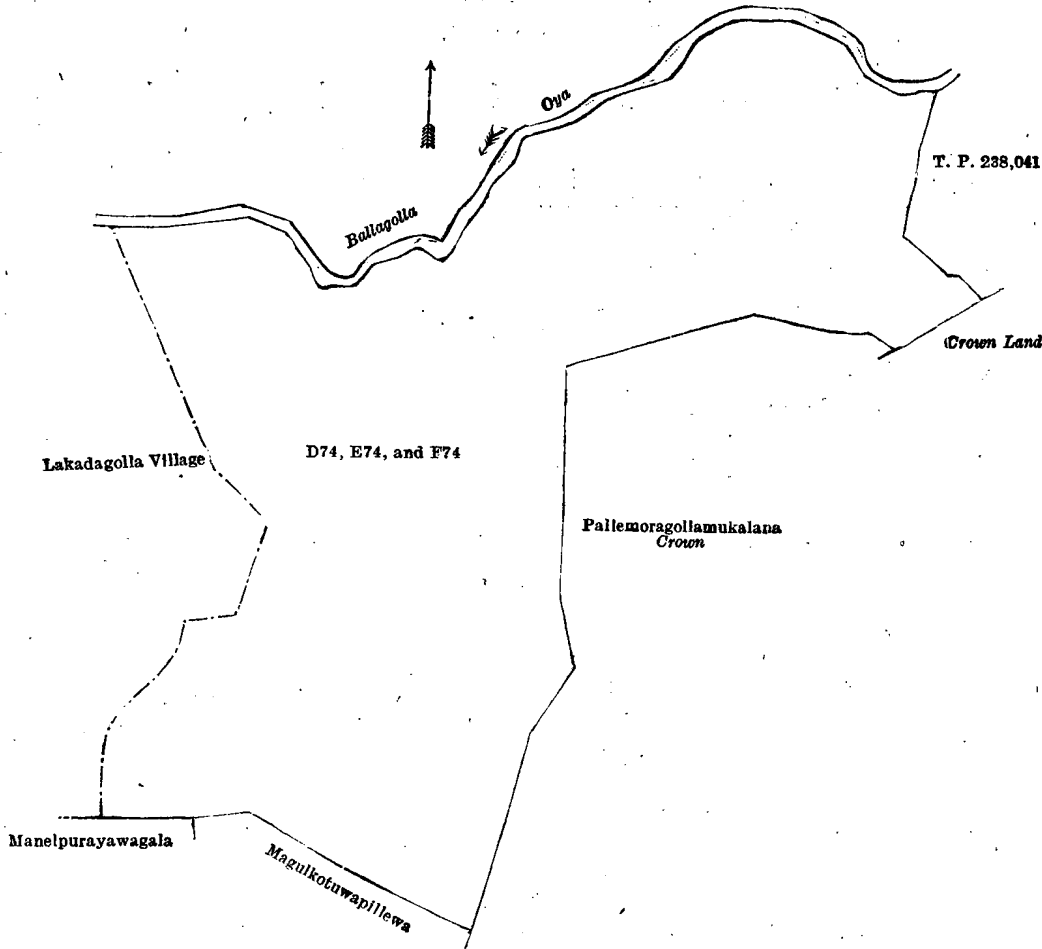 Oya
T. P. 238,041
Ballagolla
Crown Land
Lakadagolla Village
D74, E74, and F74
Pallemoragollamukalana
Crown
Manelpurayawagala
Magulkotuwapillewa